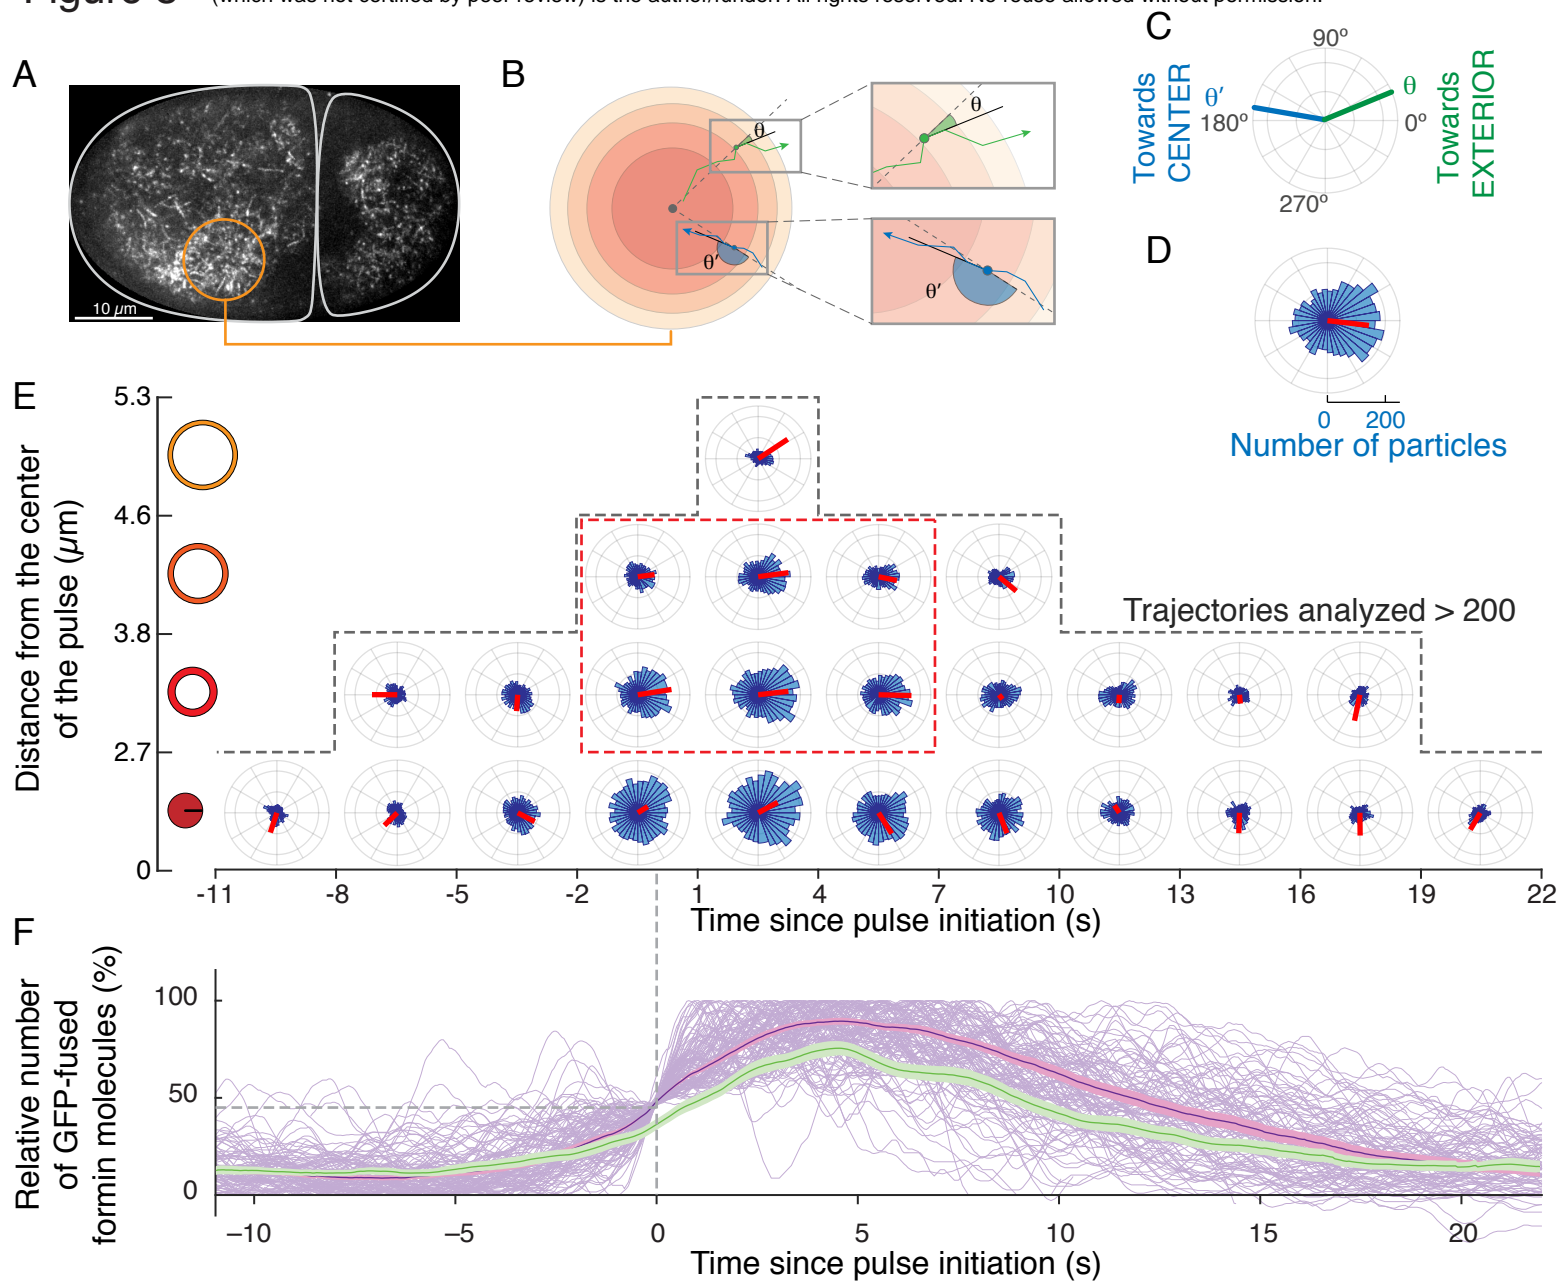 (which was not certified by peer review) is the author/funder. All rights reserved. No reuse allowed without permission.
A
10 µm
B
θ
θ′
θ
θ′
C
90º
Towards
CENTER
θ′
180º
θ
0º
Towards
EXTERIOR
270º
D
0 200
Number of particles
E
Distance from the center
of the pulse (µm)
5.3
4.6
3.8
2.7
0
Trajectories analyzed > 200
-11 -8 -5 -2 1 4 7 10 13 16 19 22
Time since pulse initiation (s)
F
Relative number
of GFP-fused
formin molecules (%)
100
50
0
–10 –5 0 5 10 15 20
Time since pulse initiation (s)